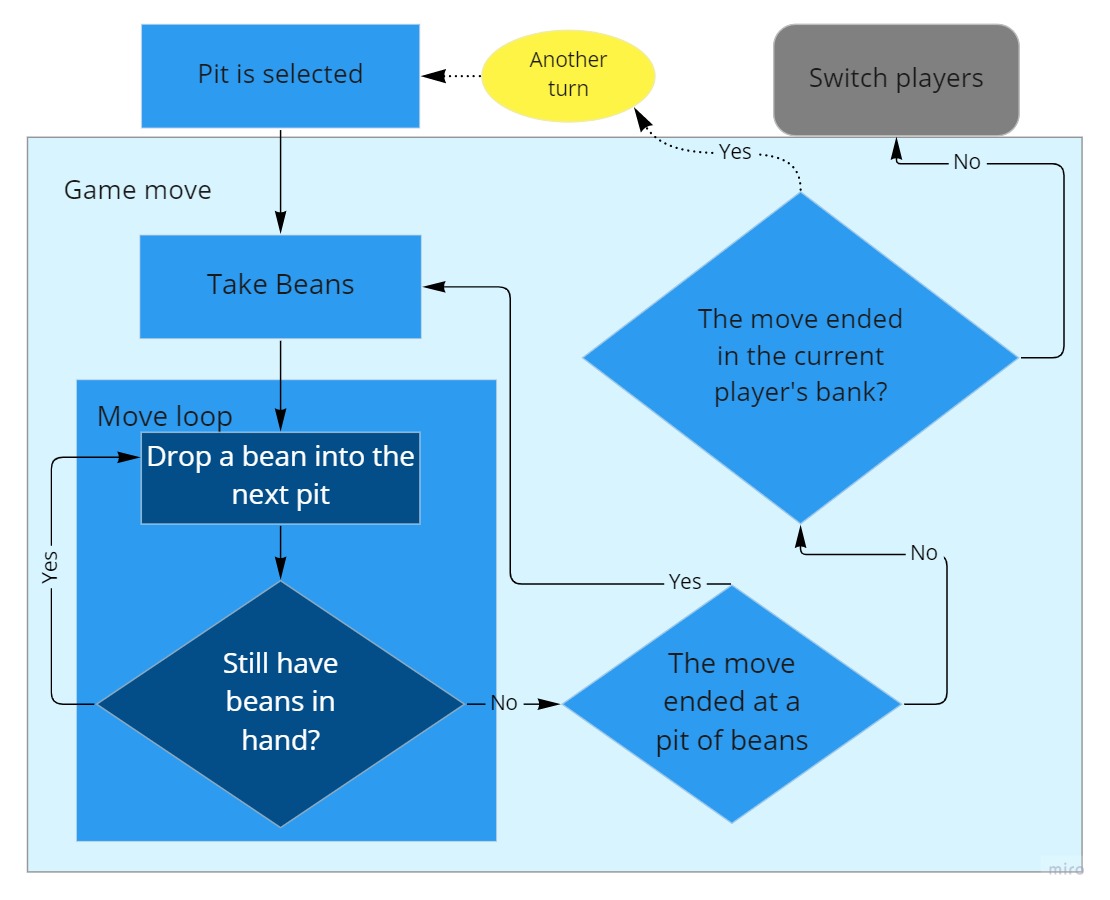 Pit is selected
Another
turn
Switch players
Yes
No
Game move
Take Beans
The move ended
in the current
player's bank?
Move loop
Drop a bean into the
next pit
Yes
No
Yes
Still have
beans in
hand?
No
The move
ended at a
pit of beans
miro